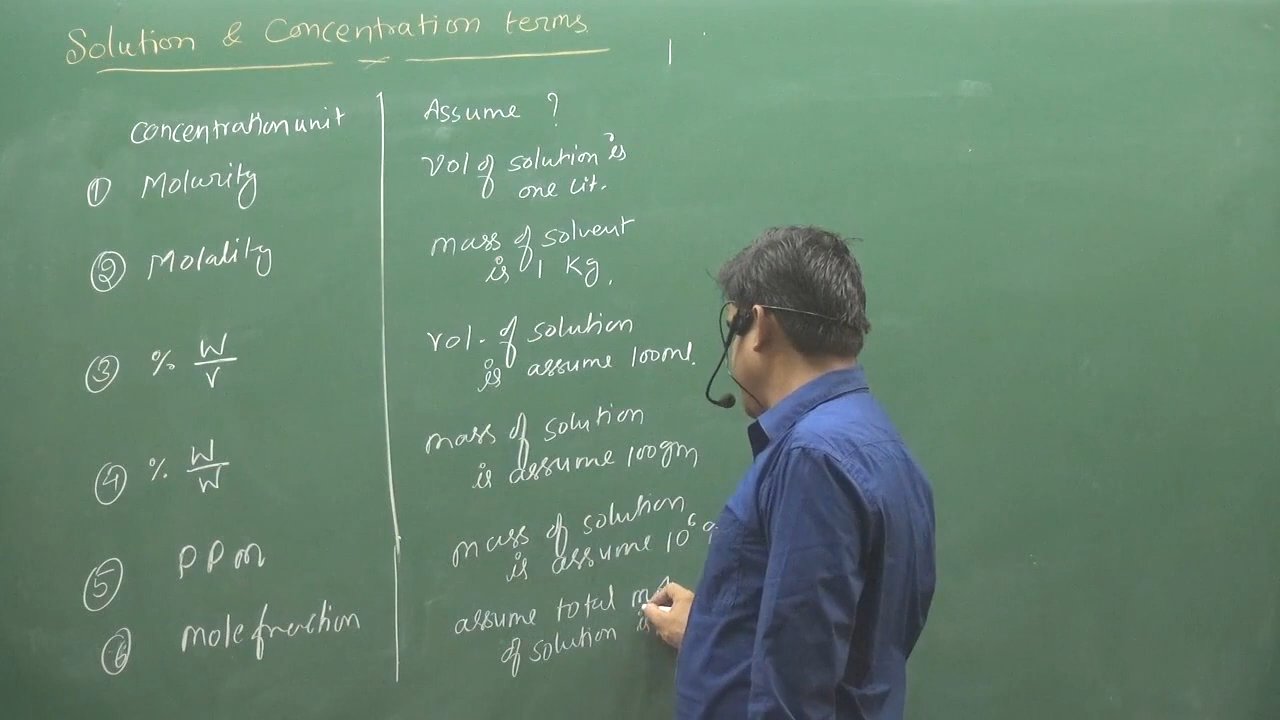 Solution & Concentration terms
Concentration unit
Assume ?
① Molarity
Vol of solution is
one Lit.
② Molality
mass of solvent
is 1 Kg.
③ % W/V
vol. of solution
is assume 100ml.
④ % W/W
mass of solution
is assume 100gm
⑤ PPm
mass of solution
is assume 10⁶ g
⑥ mole fraction
assume total
of solution is